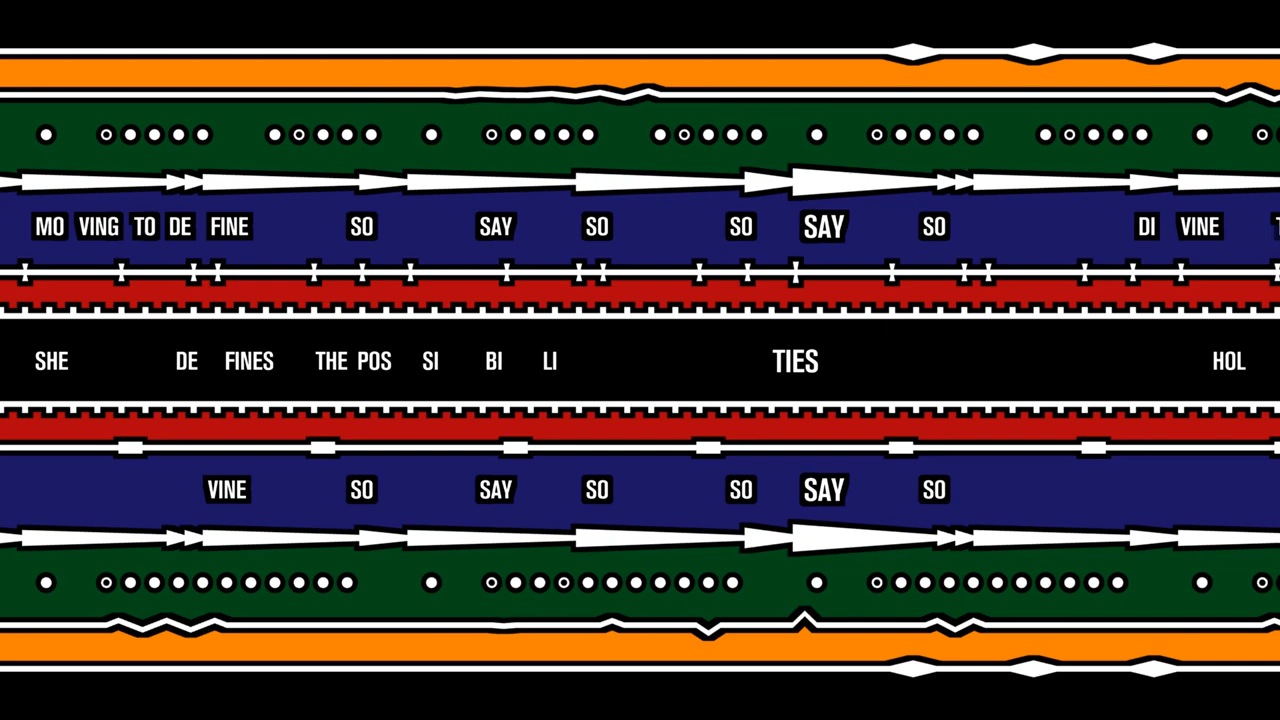 MO VING TO DE FINE SO SAY SO SO SAY SO DI VINE
SHE DE FINES THE POS SI BI LI TIES HOL
VINE SO SAY SO SO SAY SO